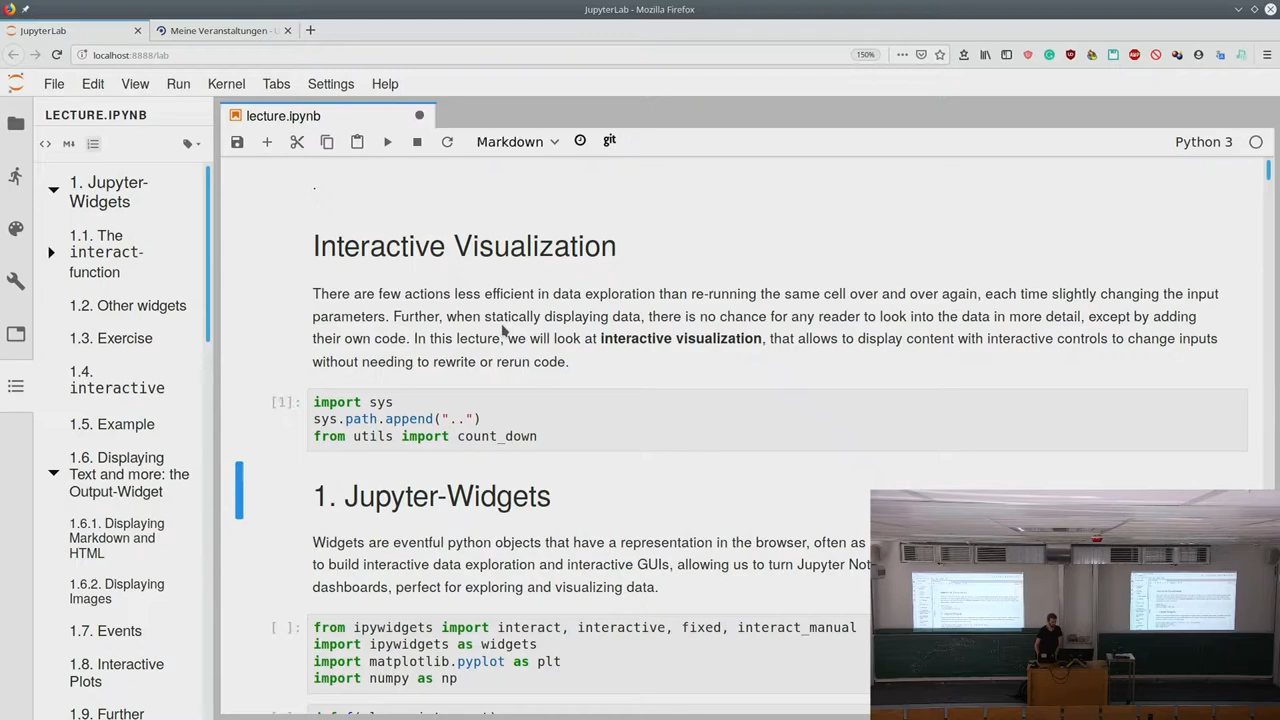 JupyterLab - Mozilla Firefox
JupyterLab
Meine Veranstaltungen - U
localhost:8888/lab
150%
File Edit View Run Kernel Tabs Settings Help
LECTURE.IPYNB
lecture.ipynb
Markdown
git
Python 3
1. Jupyter-
Widgets
1.1. The
interact-
function
1.2. Other widgets
1.3. Exercise
1.4.
interactive
1.5. Example
1.6. Displaying
Text and more: the
Output-Widget
1.6.1. Displaying
Markdown and
HTML
1.6.2. Displaying
Images
1.7. Events
1.8. Interactive
Plots
1.9. Further
.
Interactive Visualization
There are few actions less efficient in data exploration than re-running the same cell over and over again, each time slightly changing the input
parameters. Further, when statically displaying data, there is no chance for any reader to look into the data in more detail, except by adding
their own code. In this lecture, we will look at interactive visualization, that allows to display content with interactive controls to change inputs
without needing to rewrite or rerun code.
[1]:
import sys
sys.path.append("..")
from utils import count_down
1. Jupyter-Widgets
Widgets are eventful python objects that have a representation in the browser, often as
to build interactive data exploration and interactive GUIs, allowing us to turn Jupyter Not
dashboards, perfect for exploring and visualizing data.
[ ]:
from ipywidgets import interact, interactive, fixed, interact_manual
import ipywidgets as widgets
import matplotlib.pyplot as plt
import numpy as np